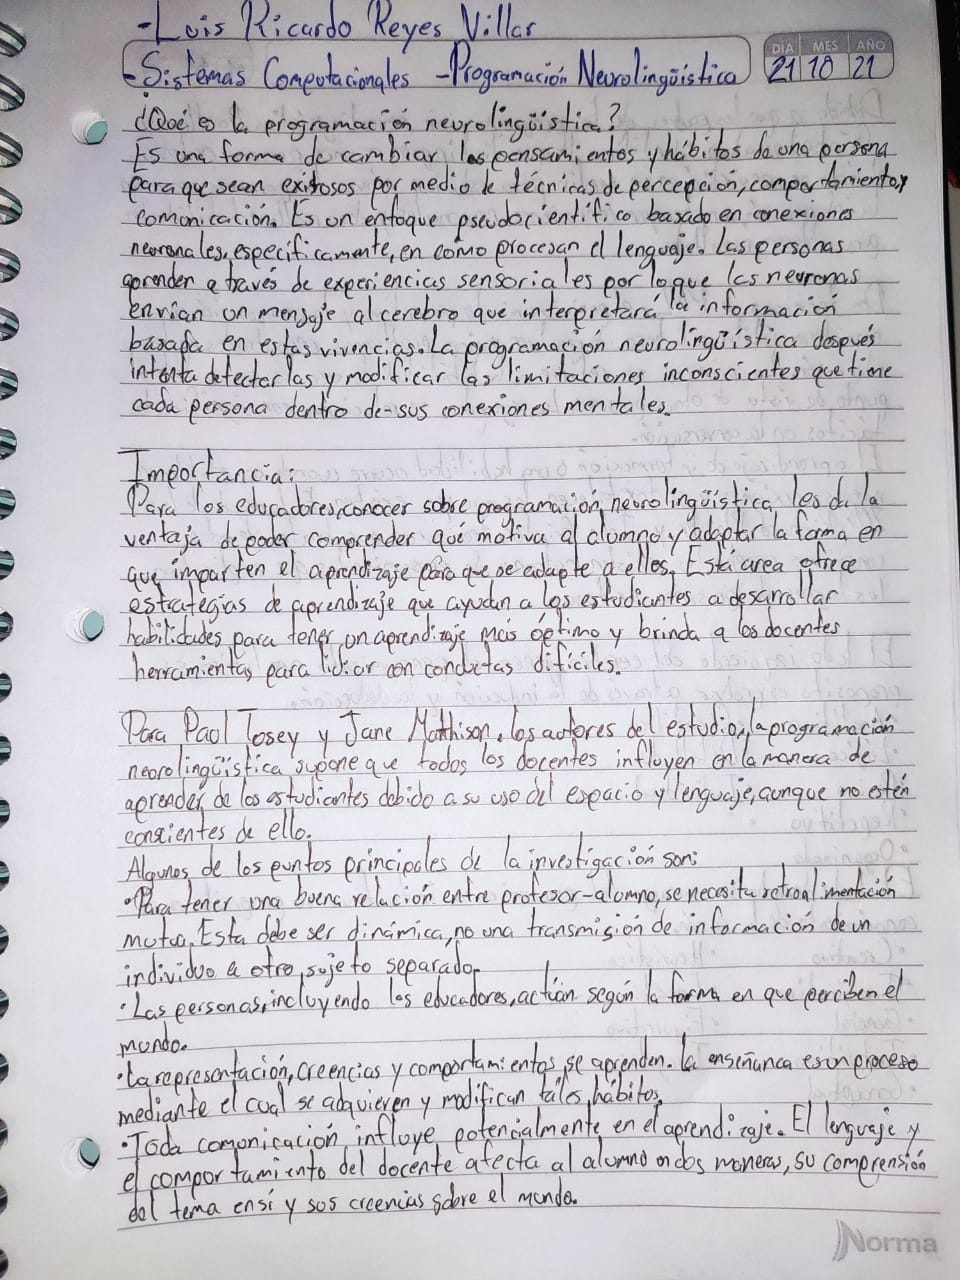 -Luis Ricardo Reyes Villar
-Sistemas Computacionales -Programación Neurolingüistica
DÍA MES AÑO
21 10 21
¿Qué es la programación neurolingüistica?
Es una forma de cambiar los pensamientos y hábitos de una persona
para que sean exitosos por medio de técnicas de percepción, comportamiento y
comunicación. Es un enfoque pseudocientífico basado en conexiones
neuronales, específicamente, en cómo procesan el lenguaje. Las personas
aprenden a través de experiencias sensoriales por lo que las neuronas
envían un mensaje al cerebro que interpretará la información
basada en estas vivencias. La programación neurolingüística después
intenta detectarlas y modificar las limitaciones inconscientes que tiene
cada persona dentro de sus conexiones mentales.
Importancia:
Para los educadores, conocer sobre programación neurolingüistica, les da la
ventaja de poder comprender qué motiva al alumno y adaptar la forma en
que imparten el aprendizaje para que se adapte a ellos. Está area ofrece
estrategias de aprendizaje que ayudan a los estudiantes a desarrollar
habilidades para tener un aprendizaje más óptimo y brinda a los docentes
herramientas para lidiar con conductas difíciles.
Para Paul Tosey y Jane Mathison, los autores del estudio, la programación
neurolingüistica supone que todos los docentes influyen en la manera de
aprender de los estudiantes debido a su uso del espacio y lenguaje, aunque no estén
conscientes de ello.
Algunos de los puntos principales de la investigación son:
•Para tener una buena relación entre profesor-alumno, se necesita retroalimentación
mutua. Esta debe ser dinámica, no una transmisión de información de un
individuo a otro sujeto separado.
•Las personas, incluyendo los educadores, actúan según la forma en que perciben el
mundo.
•La representación, creencias y comportamientos se aprenden. La enseñanza es un proceso
mediante el cual se adquieren y modifican tales hábitos.
•Toda comunicación influye potencialmente en el aprendizaje. El lenguaje y
el comportamiento del docente afecta al alumno en dos maneras, su comprensión
del tema en sí y sus creencias sobre el mundo.
Norma